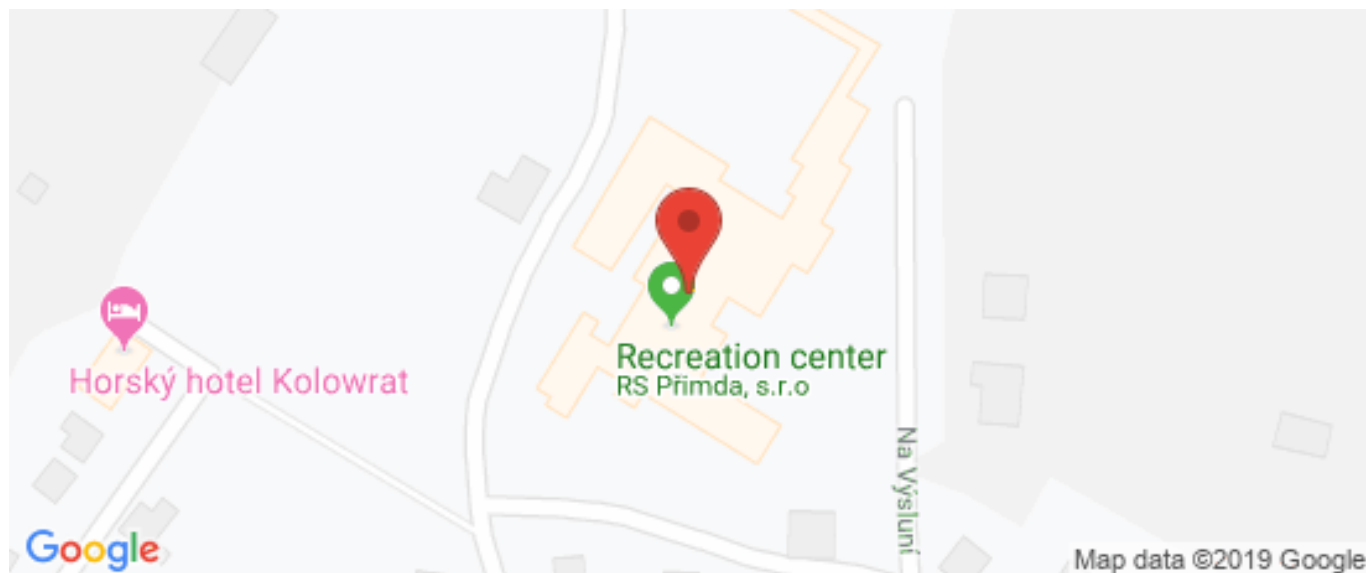 Recreation center
RS Přimda, s.r.o
Horský hotel Kolowrat
Na Výsluní
Google
Map data ©2019 Google